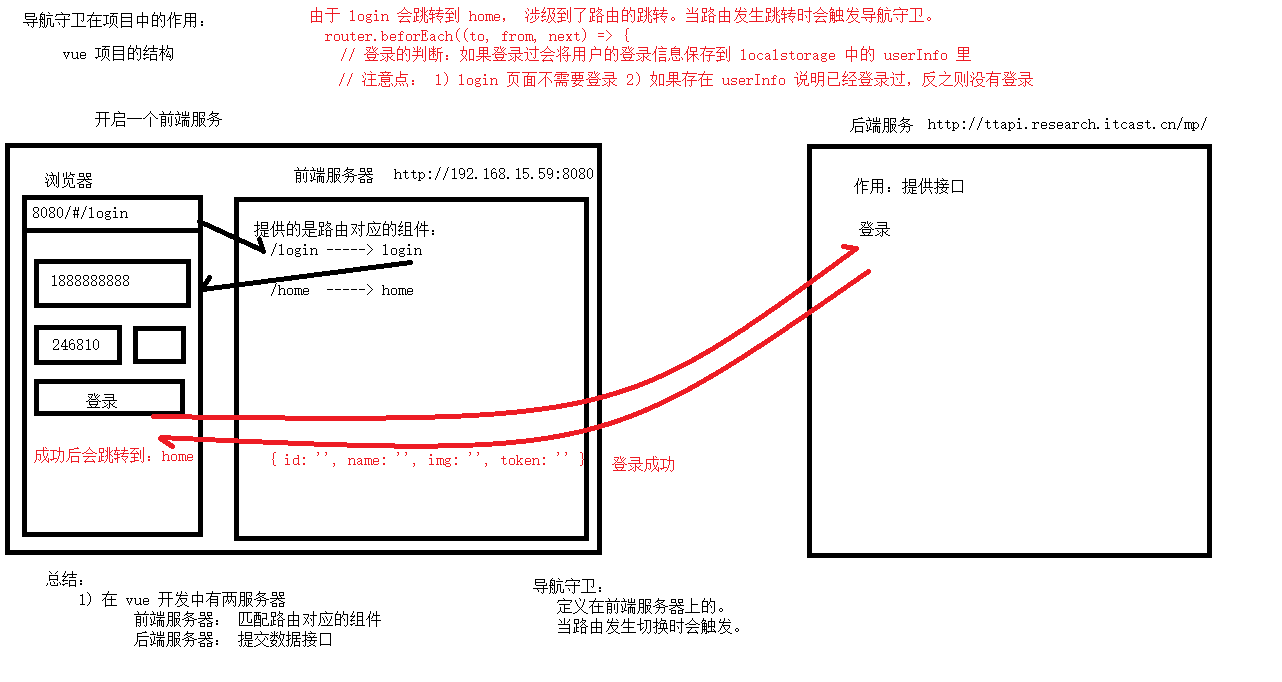 导航守卫在项目中的作用:
vue 项目的结构
由于 login 会跳转到 home, 涉级到了路由的跳转。当路由发生跳转时会触发导航守卫。
router.beforEach((to, from, next) => {
// 登录的判断: 如果登录过会将用户的登录信息保存到 localstorage 中的 userInfo 里
// 注意点: 1) login 页面不需要登录 2) 如果存在 userInfo 说明已经登录过, 反之则没有登录
开启一个前端服务
后端服务 http://ttapi.research.itcast.cn/mp/
浏览器
前端服务器 http://192.168.15.59:8080
8080/#/login
提供的是路由对应的组件:
/login -----> login
/home -----> home
1888888888
246810
登录
成功后会跳转到: home
{ id: '', name: '', img: '', token: '' }
登录成功
作用: 提供接口
登录
总结:
1) 在 vue 开发中有两服务器
前端服务器: 匹配路由对应的组件
后端服务器: 提交数据接口
导航守卫:
定义在前端服务器上的。
当路由发生切换时会触发。